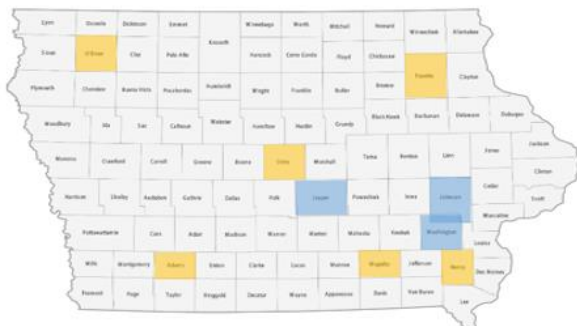 Lyon Osceola Dickinson Emmet Winnebago Worth Mitchell Howard Winneshiek Allamakee
Sioux O'Brien Clay Palo Alto Kossuth Hancock Cerro Gordo Floyd Chickasaw Fayette Clayton
Plymouth Cherokee Buena Vista Pocahontas Humboldt Wright Franklin Butler Bremer
Woodbury Ida Sac Calhoun Webster Hamilton Hardin Grundy Black Hawk Buchanan Delaware Dubuque
Monona Crawford Carroll Greene Boone Story Marshall Tama Benton Linn Jones Jackson
Clinton
Harrison Shelby Audubon Guthrie Dallas Polk Jasper Poweshiek Iowa Johnson Cedar Scott
Muscatine
Pottawattamie Cass Adair Madison Warren Marion Mahaska Keokuk Washington Louisa
Mills Montgomery Adams Union Clarke Lucas Monroe Wapello Jefferson Henry Des Moines
Fremont Page Taylor Ringgold Decatur Wayne Appanoose Davis Van Buren Lee